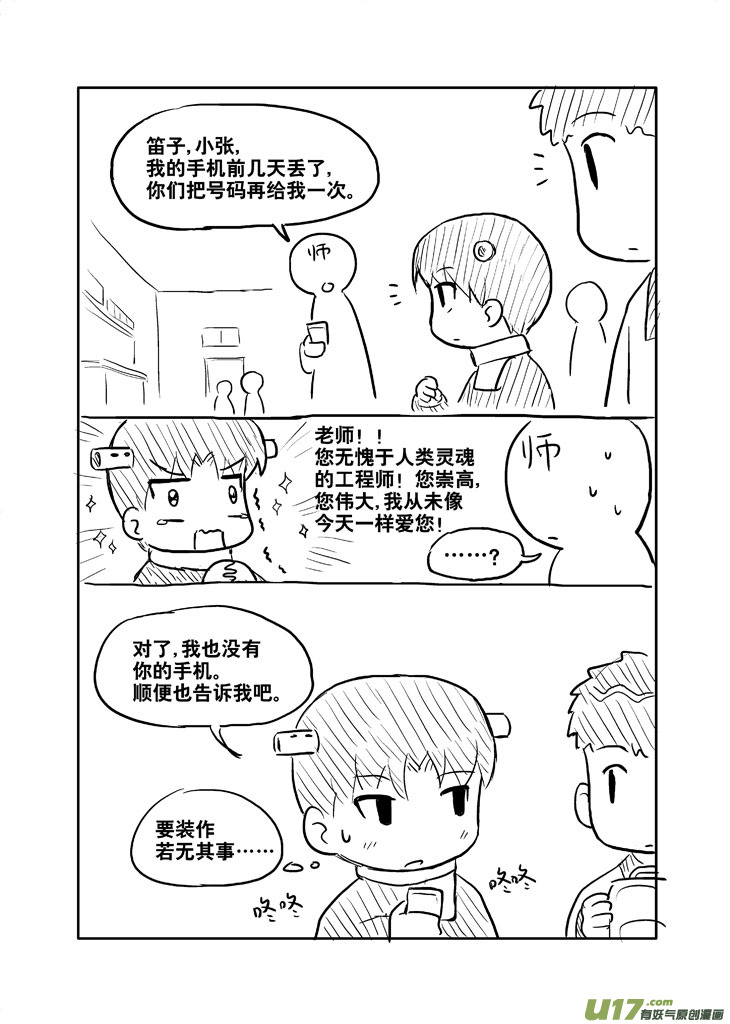 笛子,小张,
我的手机前几天丢了,
你们把号码再给我一次。
师
老师！！
您无愧于人类灵魂
的工程师！您崇高,
您伟大,我从未像
今天一样爱您！
师
……？
对了,我也没有
你的手机。
顺便也告诉我吧。
要装作
若无其事……
咚咚
咚咚
U17.com
有妖气原创漫画